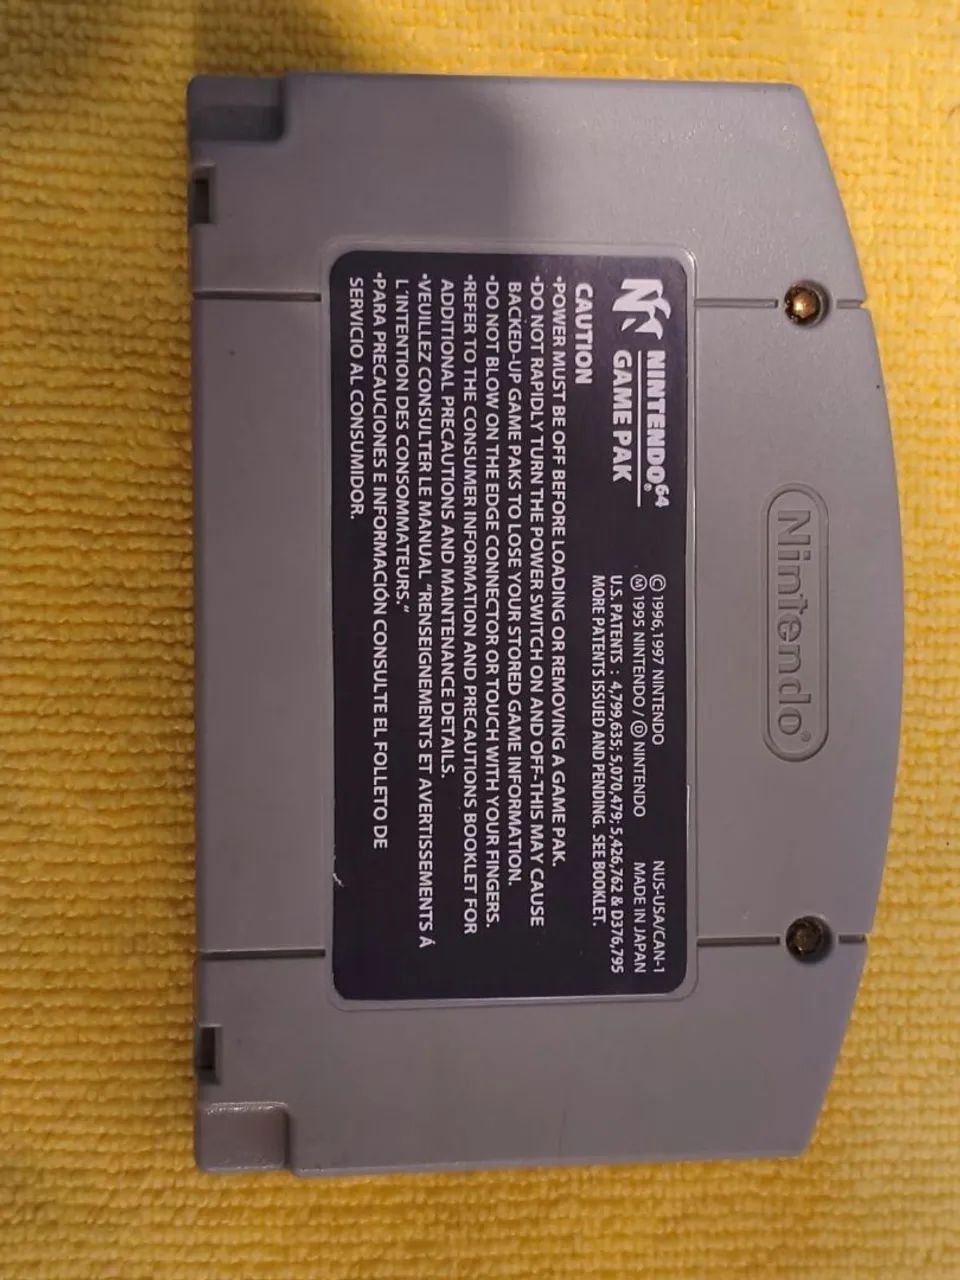 NINTENDO 64
GAME PAK
© 1996,1997 NINTENDO
Ⓜ 1995 NINTENDO / Ⓓ NINTENDO
U.S. PATENTS : 4,799,635; 5,070,479; 5,426,762 & D376,795
MORE PATENTS ISSUED AND PENDING. SEE BOOKLET.
NUS-USA/CAN-1
MADE IN JAPAN
CAUTION
•POWER MUST BE OFF BEFORE LOADING OR REMOVING A GAME PAK.
•DO NOT RAPIDLY TURN THE POWER SWITCH ON AND OFF-THIS MAY CAUSE
BACKED-UP GAME PAKS TO LOSE YOUR STORED GAME INFORMATION.
•DO NOT BLOW ON THE EDGE CONNECTOR OR TOUCH WITH YOUR FINGERS.
•REFER TO THE CONSUMER INFORMATION AND PRECAUTIONS BOOKLET FOR
ADDITIONAL PRECAUTIONS AND MAINTENANCE DETAILS.
•VEUILLEZ CONSULTER LE MANUAL "RENSEIGNEMENTS ET AVERTISSEMENTS Á
L'INTENTION DES CONSOMMATEURS."
•PARA PRECAUCIONES E INFORMACIÓN CONSULTE EL FOLLETO DE
SERVICIO AL CONSUMIDOR.
Nintendo®